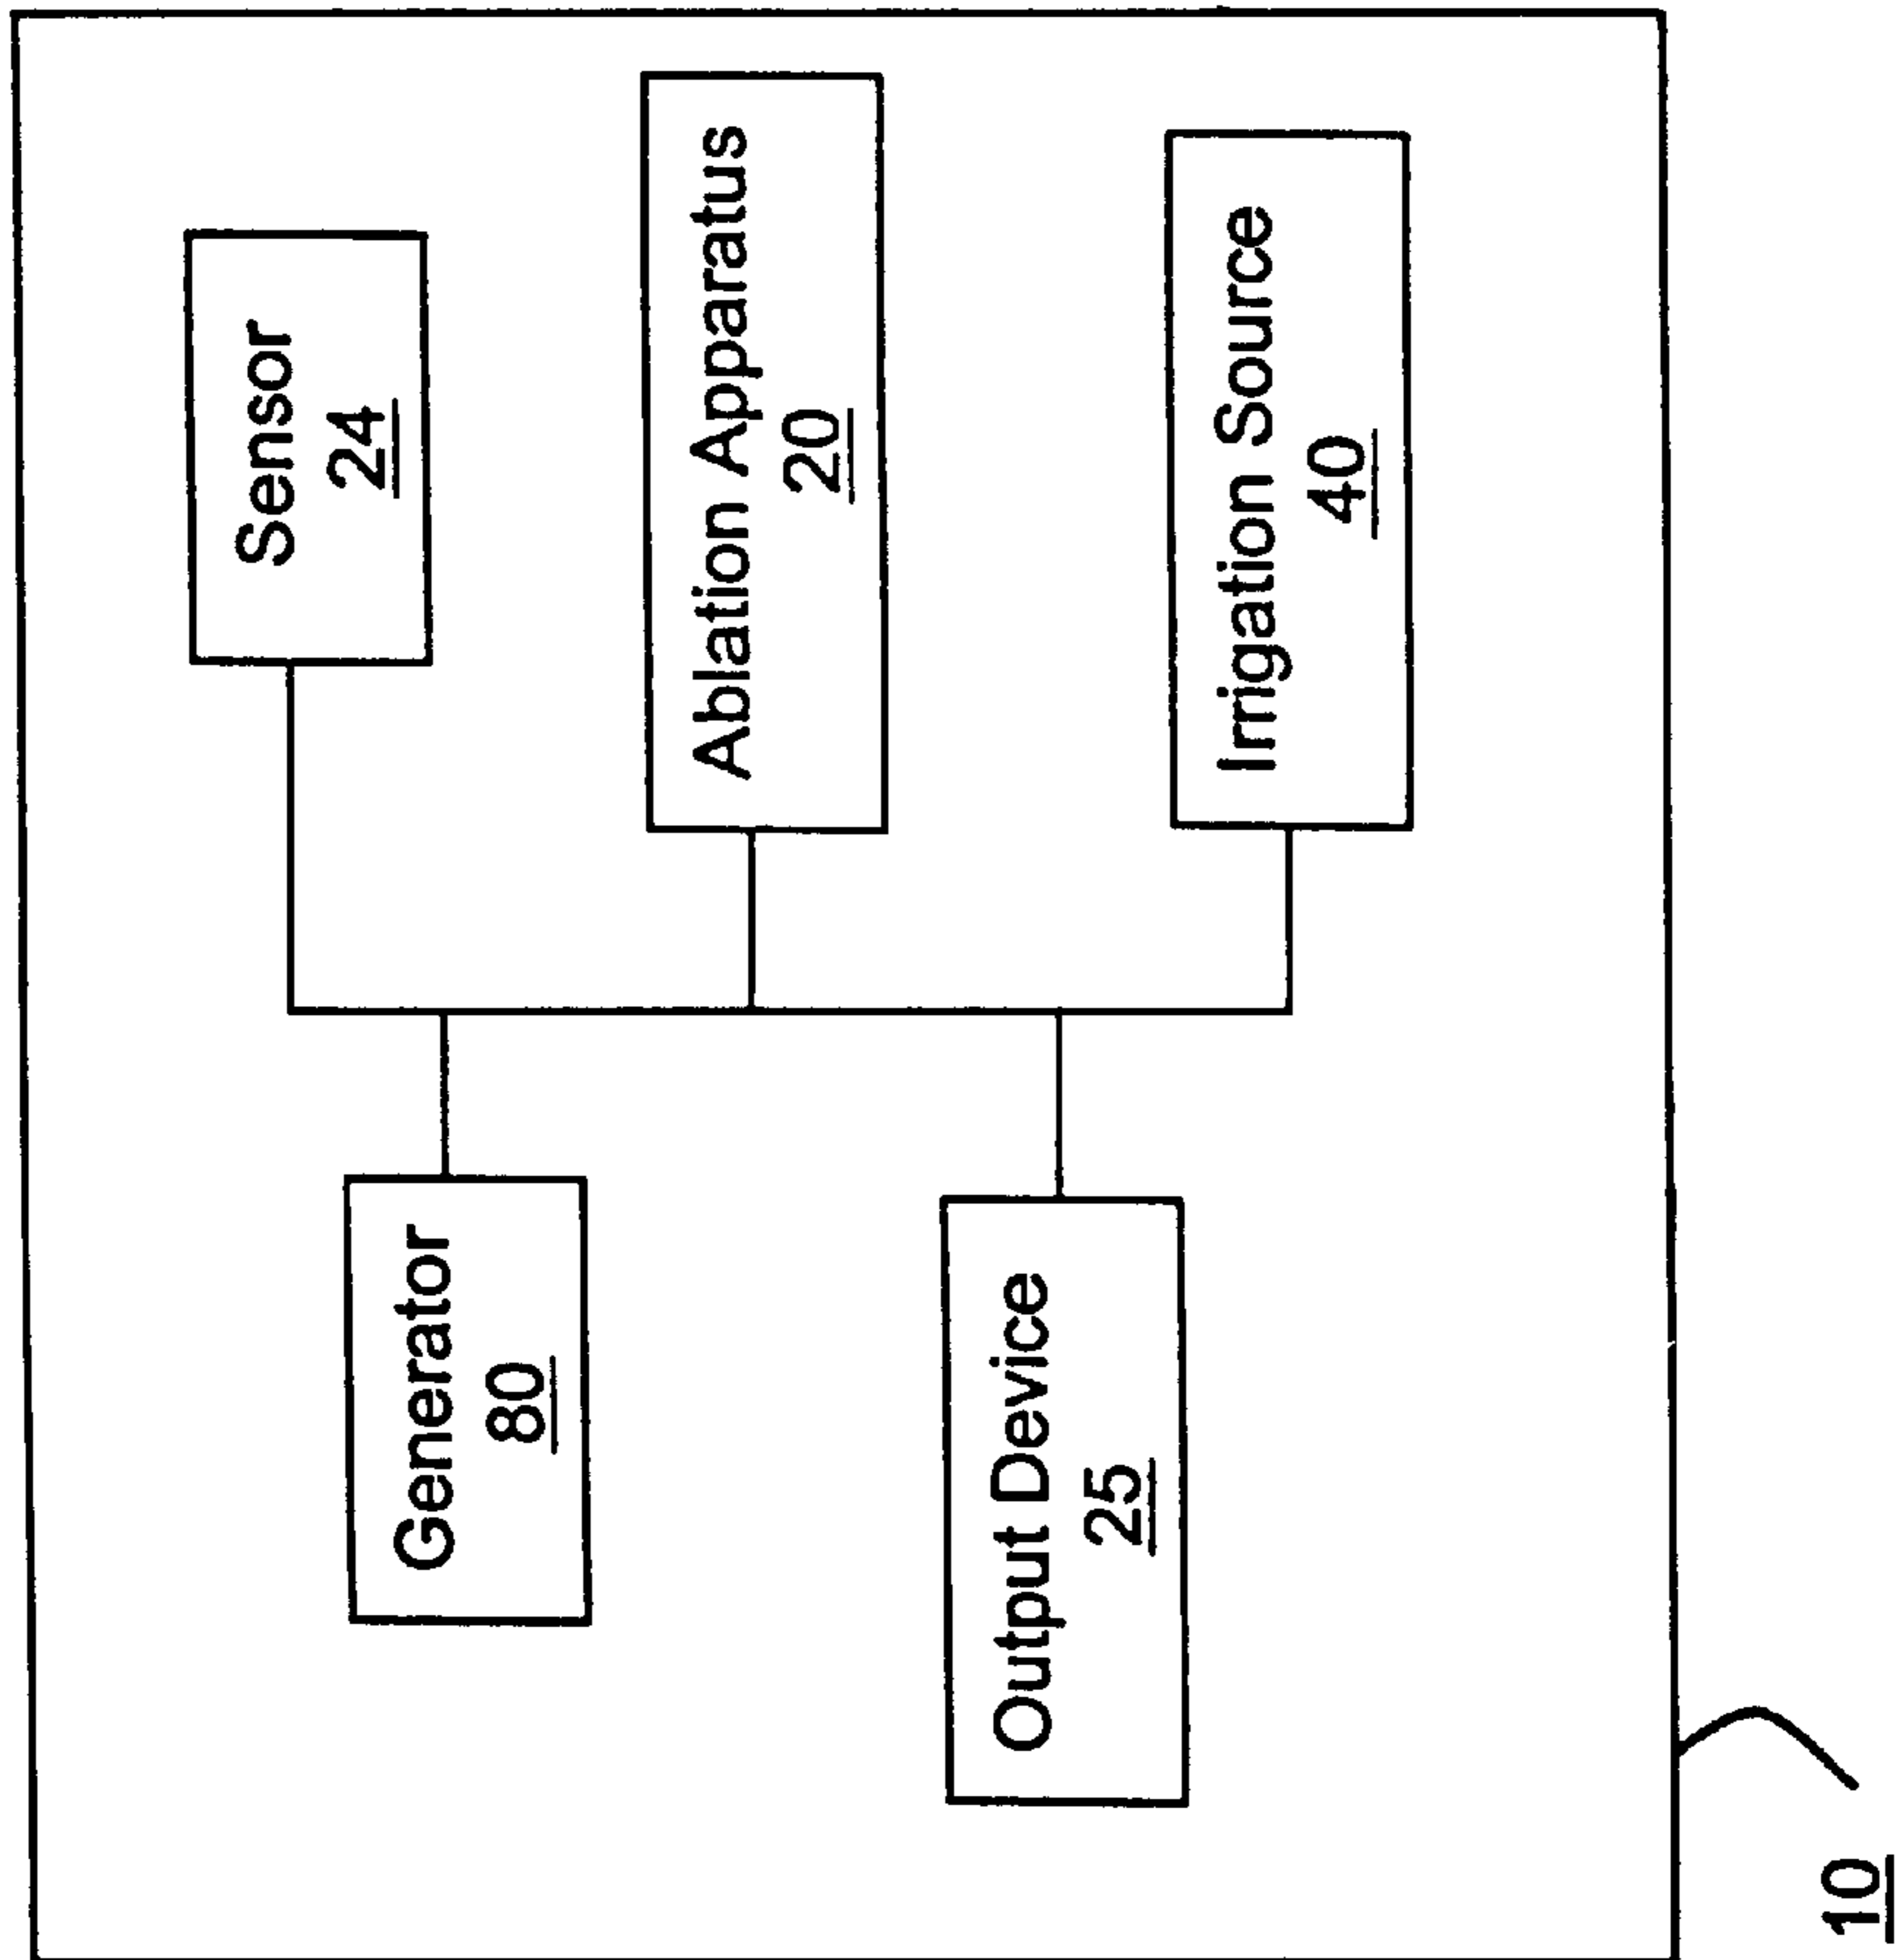 Generator
80
Sensor
24
Ablation Apparatus
20
Output Device
25
Irrigation Source
40
10